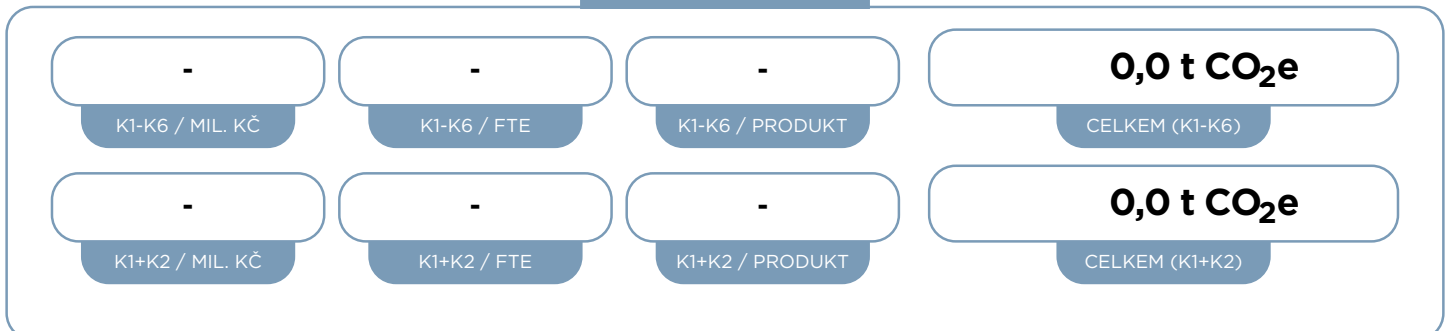 - - - 0,0 t CO₂e
K1-K6 / MIL. KČ K1-K6 / FTE K1-K6 / PRODUKT CELKEM (K1-K6)
- - - 0,0 t CO₂e
K1+K2 / MIL. KČ K1+K2 / FTE K1+K2 / PRODUKT CELKEM (K1+K2)